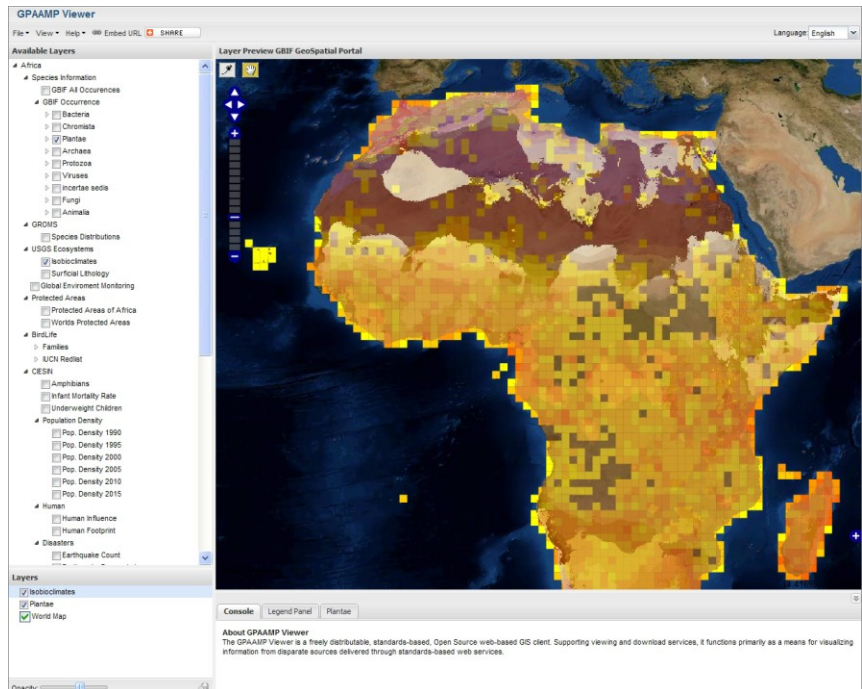 GPAAMP Viewer
File View Help Embed URL SHARE
Language: English
Available Layers
Layer Preview GBIF GeoSpatial Portal
Africa
Species Information
GBIF All Occurences
GBIF Occurrence
Bacteria
Chromista
Plantae
Archaea
Protozoa
Viruses
incertae sedis
Fungi
Animalia
GROMS
Species Distributions
USGS Ecosystems
Isobioclimates
Surficial Lithology
Global Enviroment Monitoring
Protected Areas
Protected Areas of Africa
Worlds Protected Areas
BirdLife
Families
IUCN Redlist
CIESIN
Amphibians
Infant Mortality Rate
Underweight Children
Population Density
Pop. Density 1990
Pop. Density 1995
Pop. Density 2000
Pop. Density 2005
Pop. Density 2010
Pop. Density 2015
Human
Human Influence
Human Footprint
Disasters
Earthquake Count
Layers
Isobioclimates
Plantae
World Map
Opacity:
Console Legend Panel Plantae
About GPAAMP Viewer
The GPAAMP Viewer is a freely distributable, standards-based, Open Source web-based GIS client. Supporting viewing and download services, it functions primarily as a means for visualizing
information from disparate sources delivered through standards-based web services.